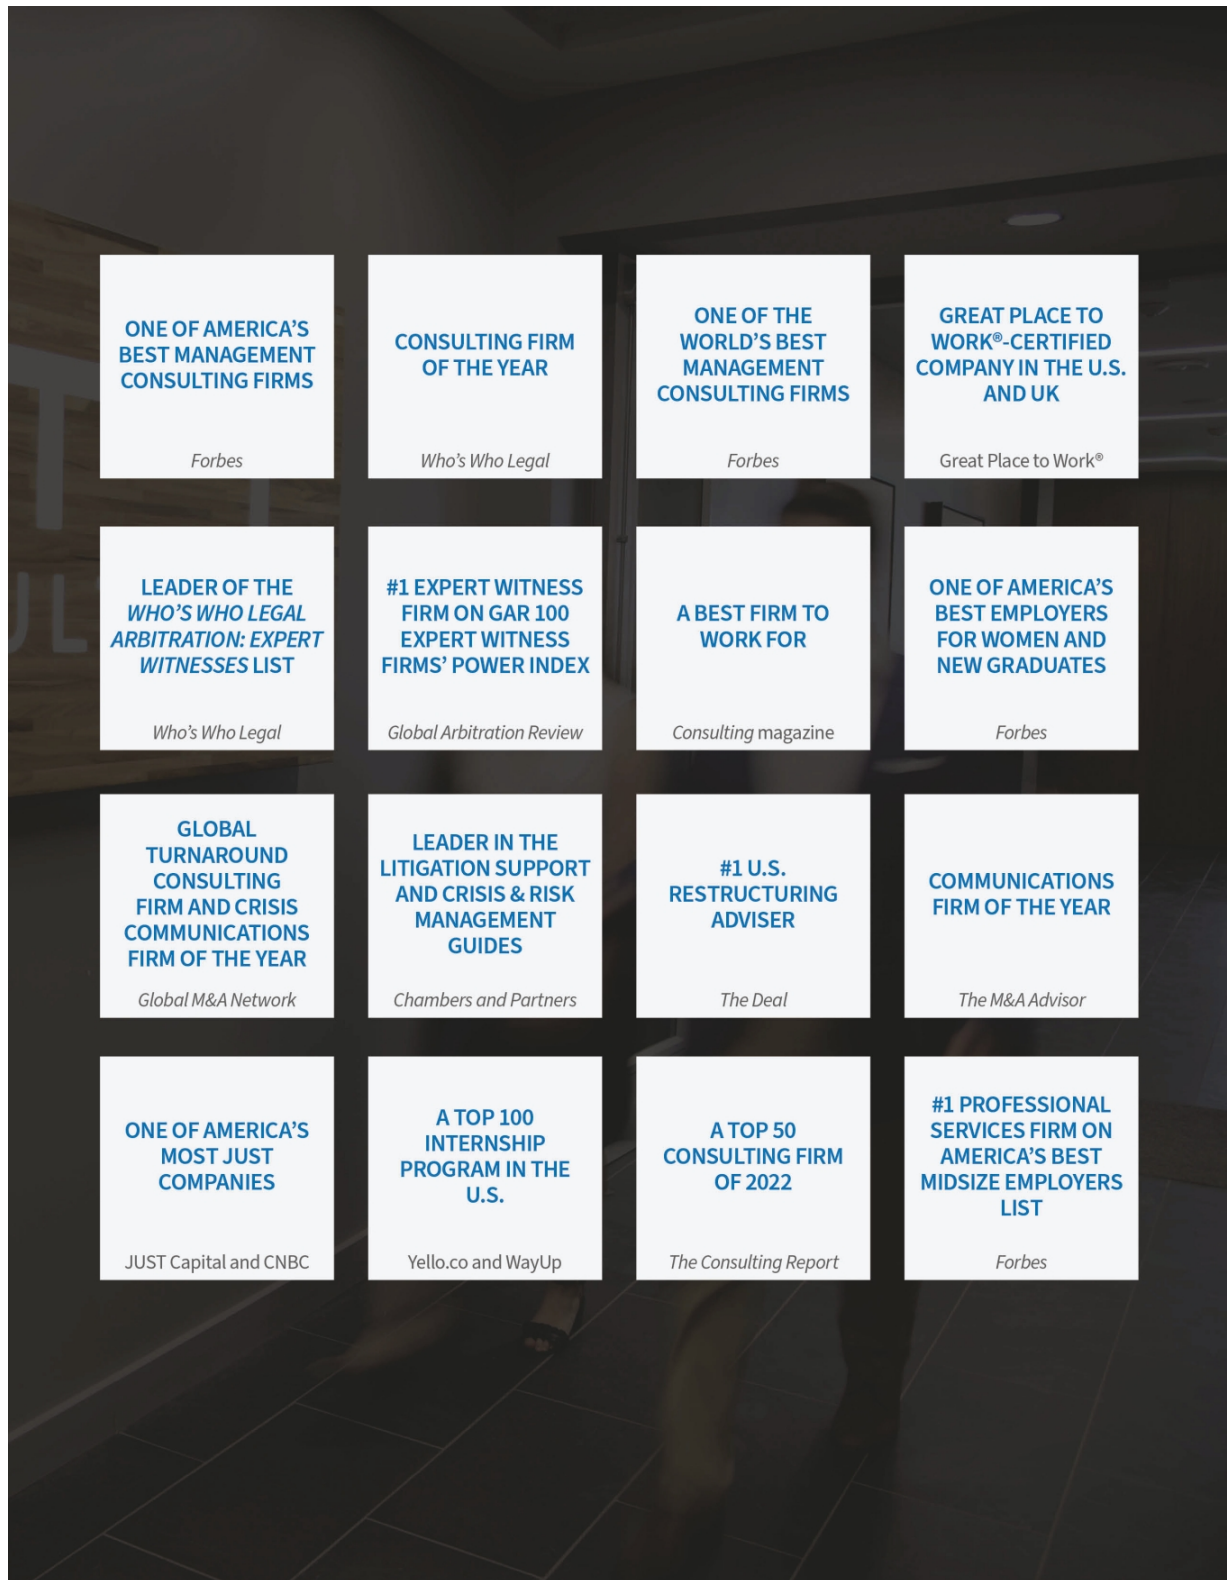 ONE OF AMERICA'S
BEST MANAGEMENT
CONSULTING FIRMS
Forbes
CONSULTING FIRM
OF THE YEAR
Who's Who Legal
ONE OF THE
WORLD'S BEST
MANAGEMENT
CONSULTING FIRMS
Forbes
GREAT PLACE TO
WORK®-CERTIFIED
COMPANY IN THE U.S.
AND UK
Great Place to Work®
LEADER OF THE
WHO'S WHO LEGAL
ARBITRATION: EXPERT
WITNESSES LIST
Who's Who Legal
#1 EXPERT WITNESS
FIRM ON GAR 100
EXPERT WITNESS
FIRMS' POWER INDEX
Global Arbitration Review
A BEST FIRM TO
WORK FOR
Consulting magazine
ONE OF AMERICA'S
BEST EMPLOYERS
FOR WOMEN AND
NEW GRADUATES
Forbes
GLOBAL
TURNAROUND
CONSULTING
FIRM AND CRISIS
COMMUNICATIONS
FIRM OF THE YEAR
Global M&A Network
LEADER IN THE
LITIGATION SUPPORT
AND CRISIS & RISK
MANAGEMENT
GUIDES
Chambers and Partners
#1 U.S.
RESTRUCTURING
ADVISER
The Deal
COMMUNICATIONS
FIRM OF THE YEAR
The M&A Advisor
ONE OF AMERICA'S
MOST JUST
COMPANIES
JUST Capital and CNBC
A TOP 100
INTERNSHIP
PROGRAM IN THE
U.S.
Yello.co and WayUp
A TOP 50
CONSULTING FIRM
OF 2022
The Consulting Report
#1 PROFESSIONAL
SERVICES FIRM ON
AMERICA'S BEST
MIDSIZE EMPLOYERS
LIST
Forbes